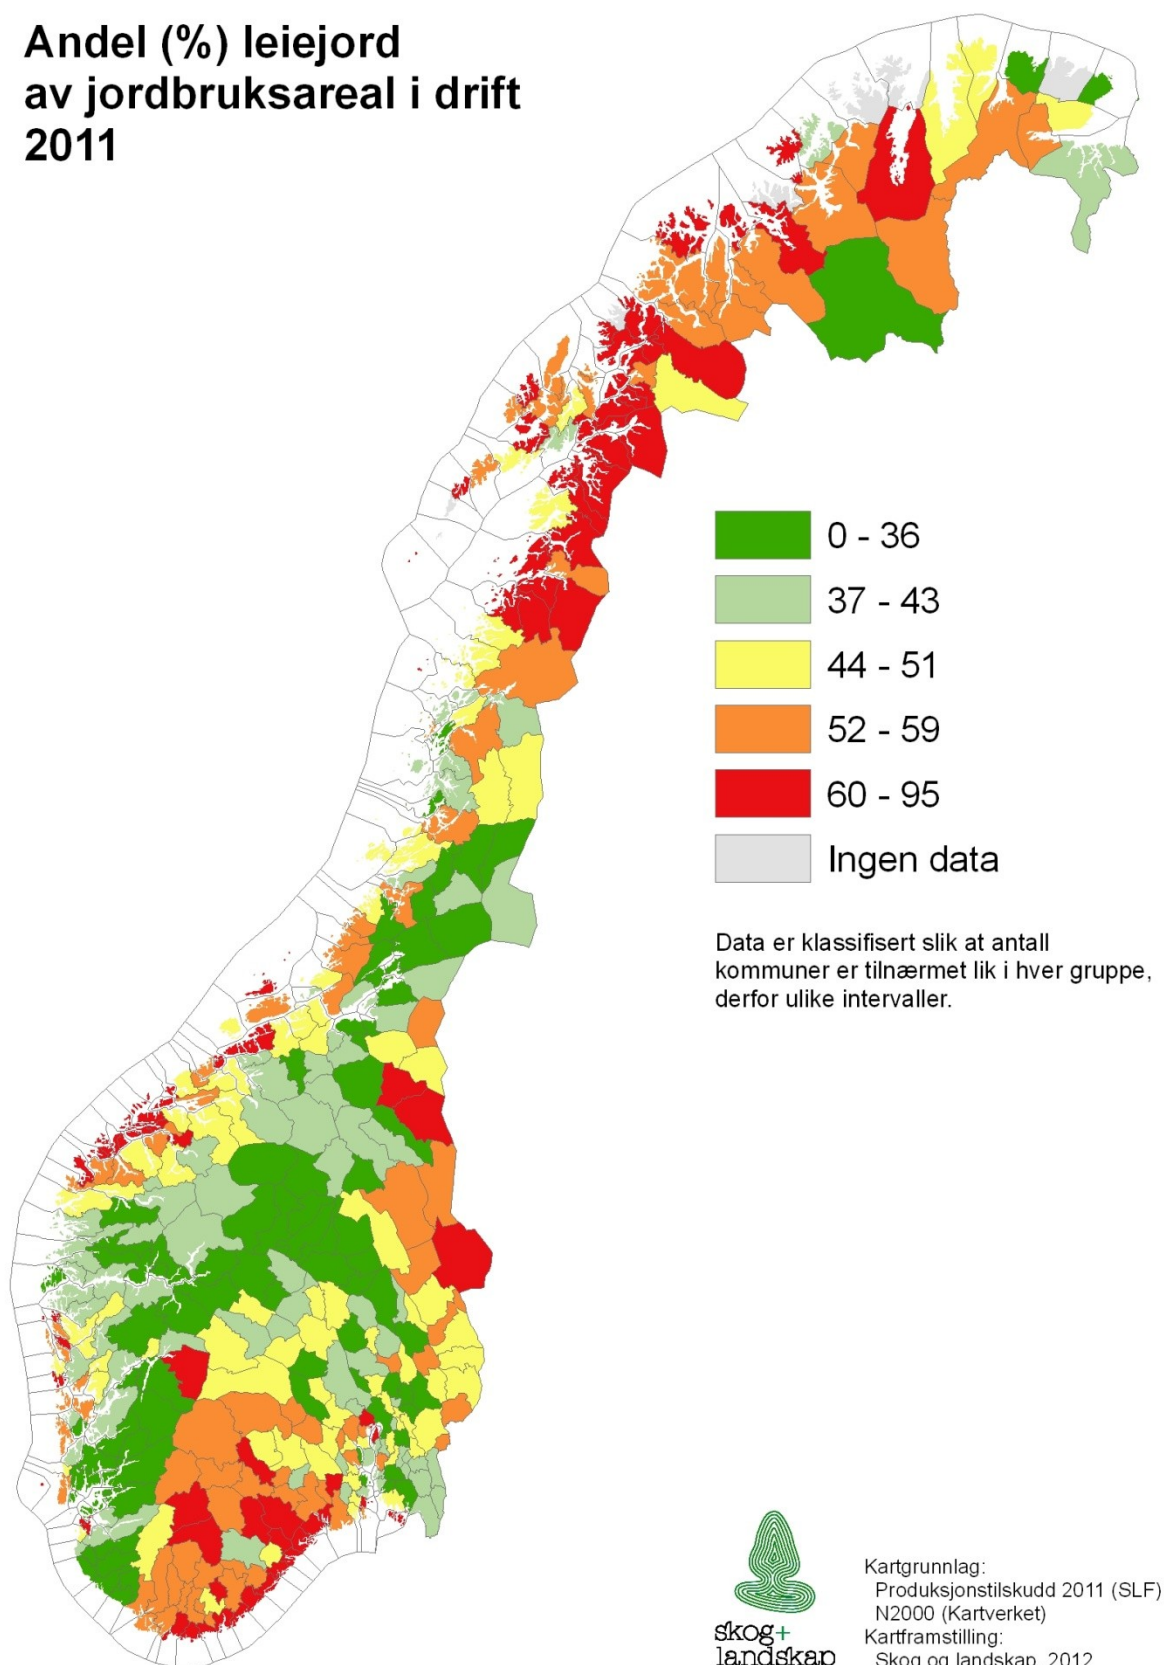 Andel (%) leiejord
av jordbruksareal i drift
2011
0 - 36
37 - 43
44 - 51
52 - 59
60 - 95
Ingen data
Data er klassifisert slik at antall
kommuner er tilnærmet lik i hver gruppe,
derfor ulike intervaller.
skog+
landskap
Kartgrunnlag:
Produksjonstilskudd 2011 (SLF)
N2000 (Kartverket)
Kartframstilling:
Skog og landskap, 2012